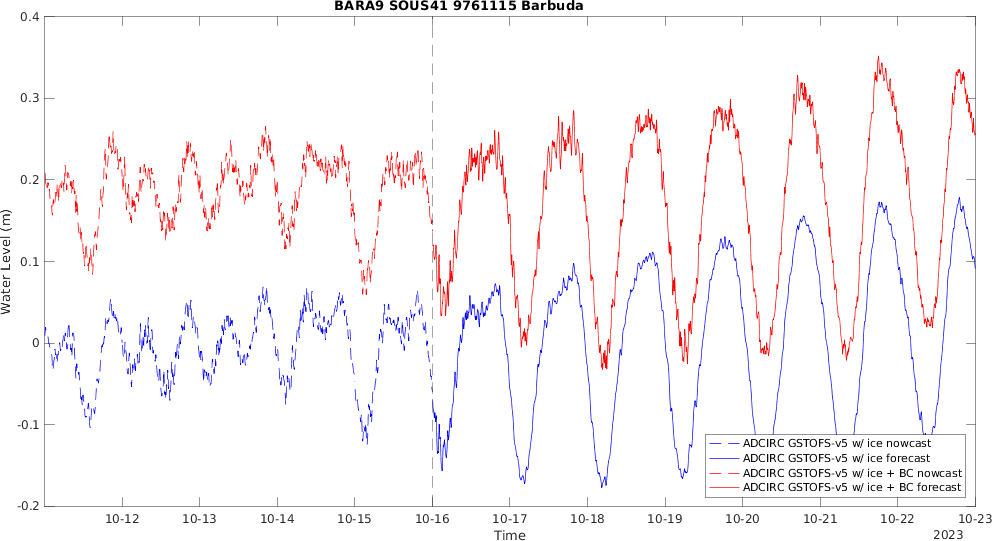 BARA9 SOUS41 9761115 Barbuda
0.4
0.3
0.2
0.1
0
-0.1
-0.2
Water Level (m)
ADCIRC GSTOFS-v5 w/ ice nowcast
ADCIRC GSTOFS-v5 w/ ice forecast
ADCIRC GSTOFS-v5 w/ ice + BC nowcast
ADCIRC GSTOFS-v5 w/ ice + BC forecast
10-12 10-13 10-14 10-15 10-16 10-17 10-18 10-19 10-20 10-21 10-22 10-23
Time
2023